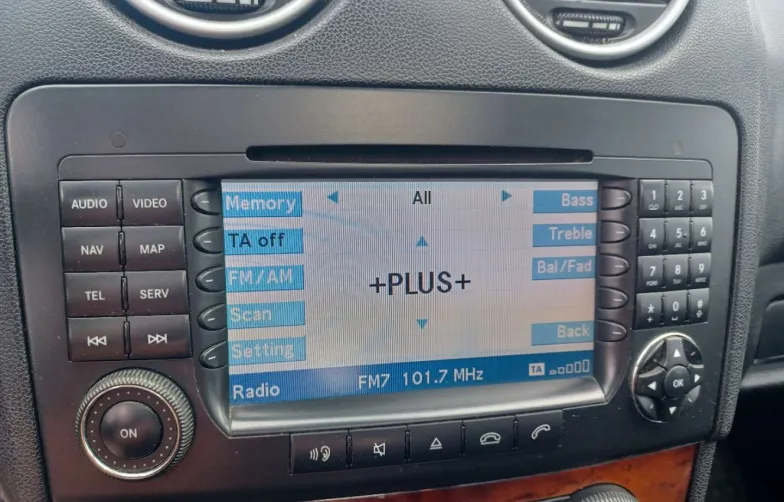 AUDIO VIDEO
NAV MAP
TEL SERV
ON
Memory All Bass
TA off Treble
FM/AM +PLUS+ Bal/Fad
Scan
Setting Back
Radio FM7 101.7 MHz TA
1 2 3
4 5 6
7 8 9
* 0 #
OK